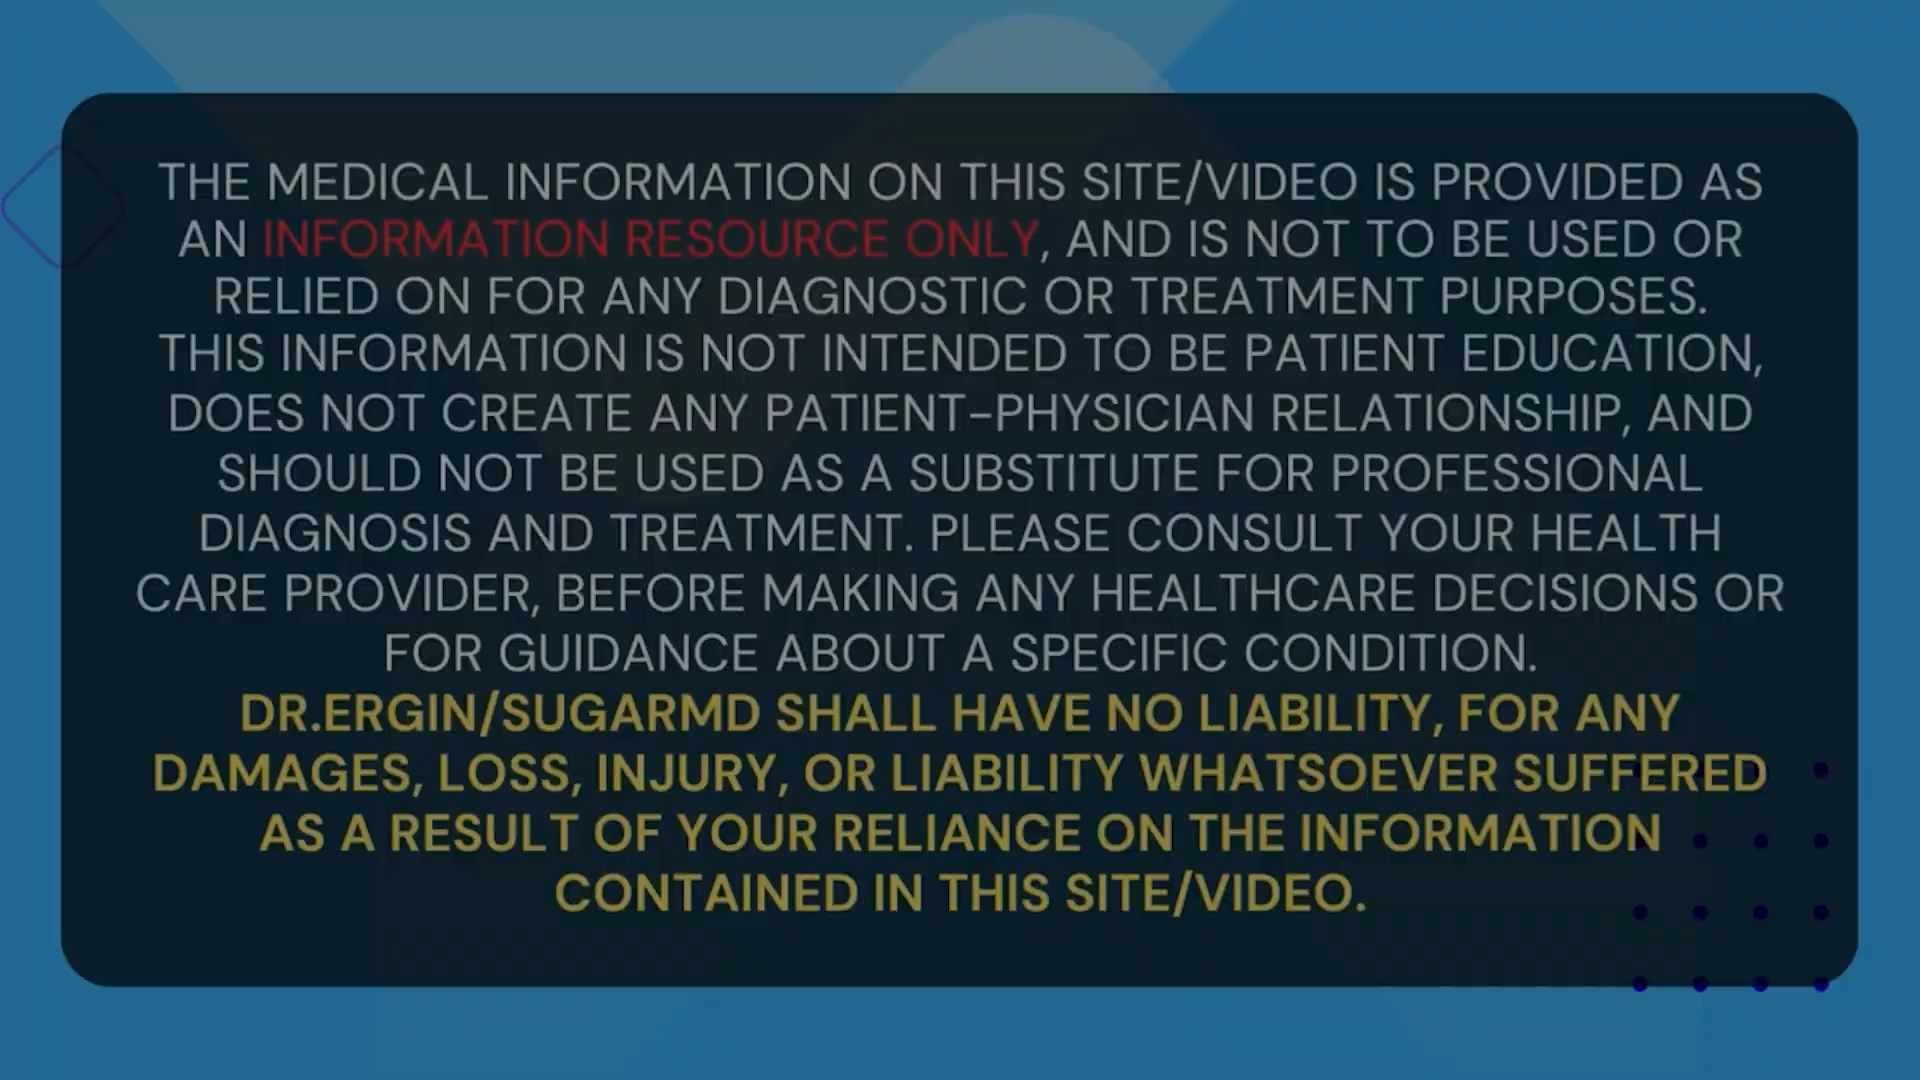 THE MEDICAL INFORMATION ON THIS SITE/VIDEO IS PROVIDED AS
AN INFORMATION RESOURCE ONLY, AND IS NOT TO BE USED OR
RELIED ON FOR ANY DIAGNOSTIC OR TREATMENT PURPOSES.
THIS INFORMATION IS NOT INTENDED TO BE PATIENT EDUCATION,
DOES NOT CREATE ANY PATIENT-PHYSICIAN RELATIONSHIP, AND
SHOULD NOT BE USED AS A SUBSTITUTE FOR PROFESSIONAL
DIAGNOSIS AND TREATMENT. PLEASE CONSULT YOUR HEALTH
CARE PROVIDER, BEFORE MAKING ANY HEALTHCARE DECISIONS OR
FOR GUIDANCE ABOUT A SPECIFIC CONDITION.
DR.ERGIN/SUGARMD SHALL HAVE NO LIABILITY, FOR ANY
DAMAGES, LOSS, INJURY, OR LIABILITY WHATSOEVER SUFFERED
AS A RESULT OF YOUR RELIANCE ON THE INFORMATION
CONTAINED IN THIS SITE/VIDEO.